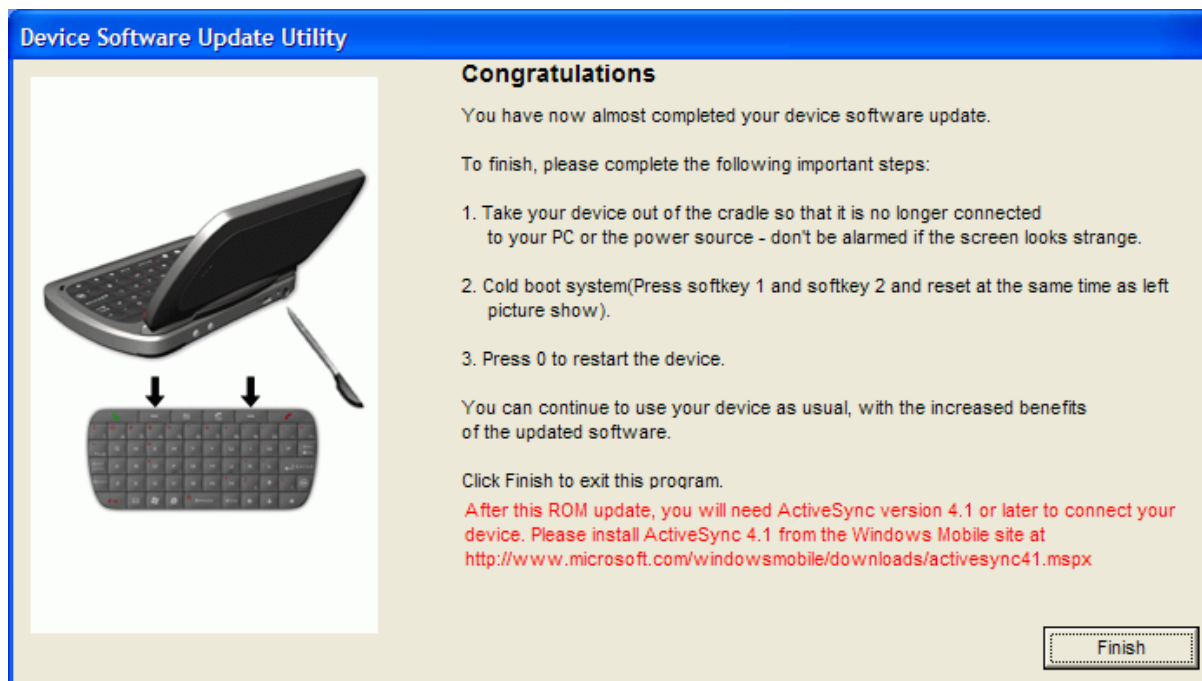 Device Software Update Utility
Congratulations
You have now almost completed your device software update.
To finish, please complete the following important steps:
1. Take your device out of the cradle so that it is no longer connected
to your PC or the power source - don't be alarmed if the screen looks strange.
2. Cold boot system(Press softkey 1 and softkey 2 and reset at the same time as left
picture show).
3. Press 0 to restart the device.
You can continue to use your device as usual, with the increased benefits
of the updated software.
Click Finish to exit this program.
After this ROM update, you will need ActiveSync version 4.1 or later to connect your
device. Please install ActiveSync 4.1 from the Windows Mobile site at
http://www.microsoft.com/windowsmobile/downloads/activesync41.mspx
Finish